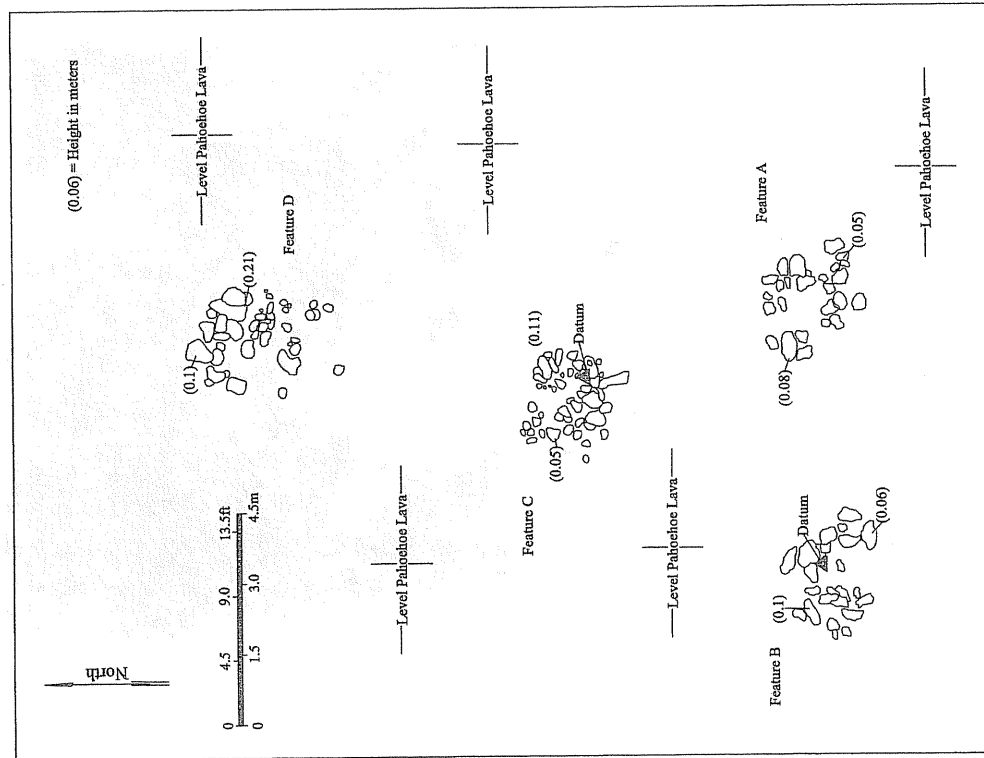 (0.06) = Height in meters
North
0 4.5 9.0 13.5ft
0 1.5 3.0 4.5m
Level Pahoehoe Lava
(0.1)
(0.21)
Feature D
Level Pahoehoe Lava
Level Pahoehoe Lava
Feature C
(0.05)
(0.11)
Datum
Level Pahoehoe Lava
Feature B
(0.1)
Datum
(0.06)
Feature A
(0.08)
(0.05)
Level Pahoehoe Lava